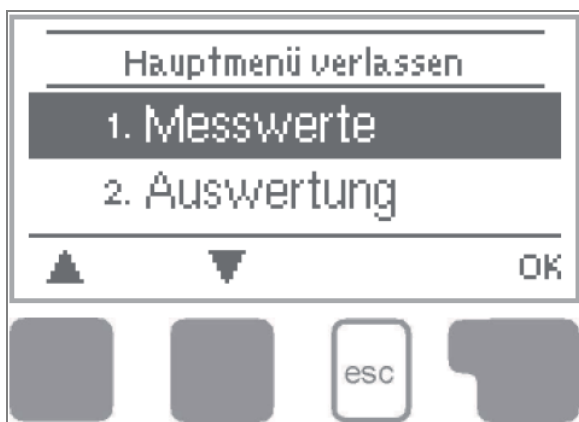 Hauptmenü verlassen
1. Messwerte
2. Auswertung
OK
esc